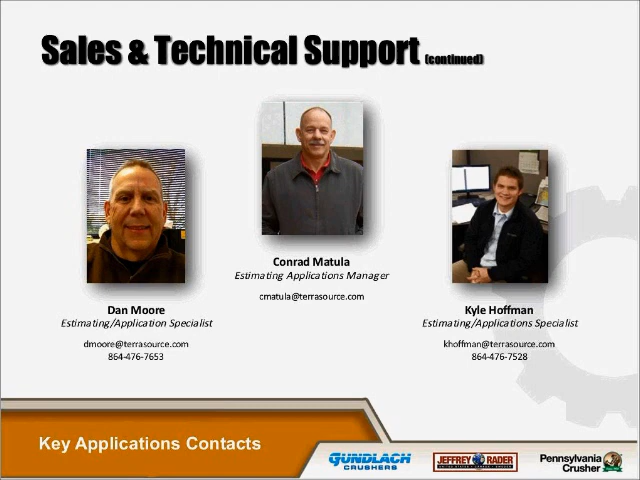 Sales & Technical Support (continued)
Conrad Matula
Estimating Applications Manager
cmatula@terrasource.com
Dan Moore
Estimating/Application Specialist
dmoore@terrasource.com
864-476-7653
Kyle Hoffman
Estimating/Applications Specialist
khoffman@terrasource.com
864-476-7528
Key Applications Contacts
GUNDLACH
CRUSHERS
JEFFREY RADER
Pennsylvania
Crusher